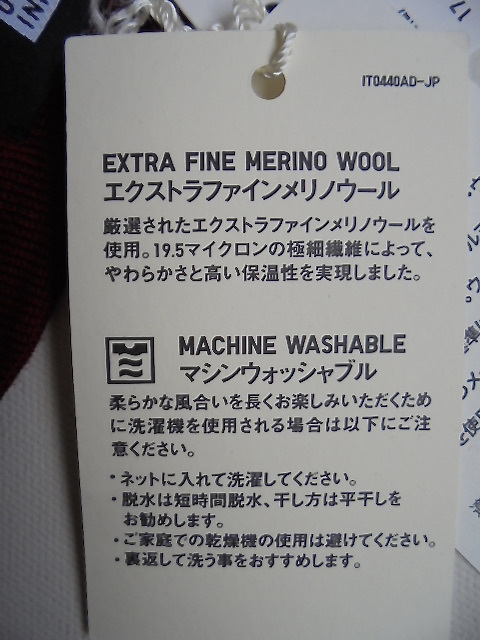 IT0440AD-JP
EXTRA FINE MERINO WOOL
エクストラファインメリノウール
厳選されたエクストラファインメリノウールを
使用。19.5マイクロンの極細繊維によって、
やわらかさと高い保温性を実現しました。
MACHINE WASHABLE
マシンウォッシャブル
柔らかな風合いを長くお楽しみいただくため
に洗濯機を使用される場合は以下にご注
意ください。
・ネットに入れて洗濯してください。
・脱水は短時間脱水、干し方は平干しを
お勧めします。
・ご家庭での乾燥機の使用は避けてください。
・裏返して洗う事をおすすめします。
17